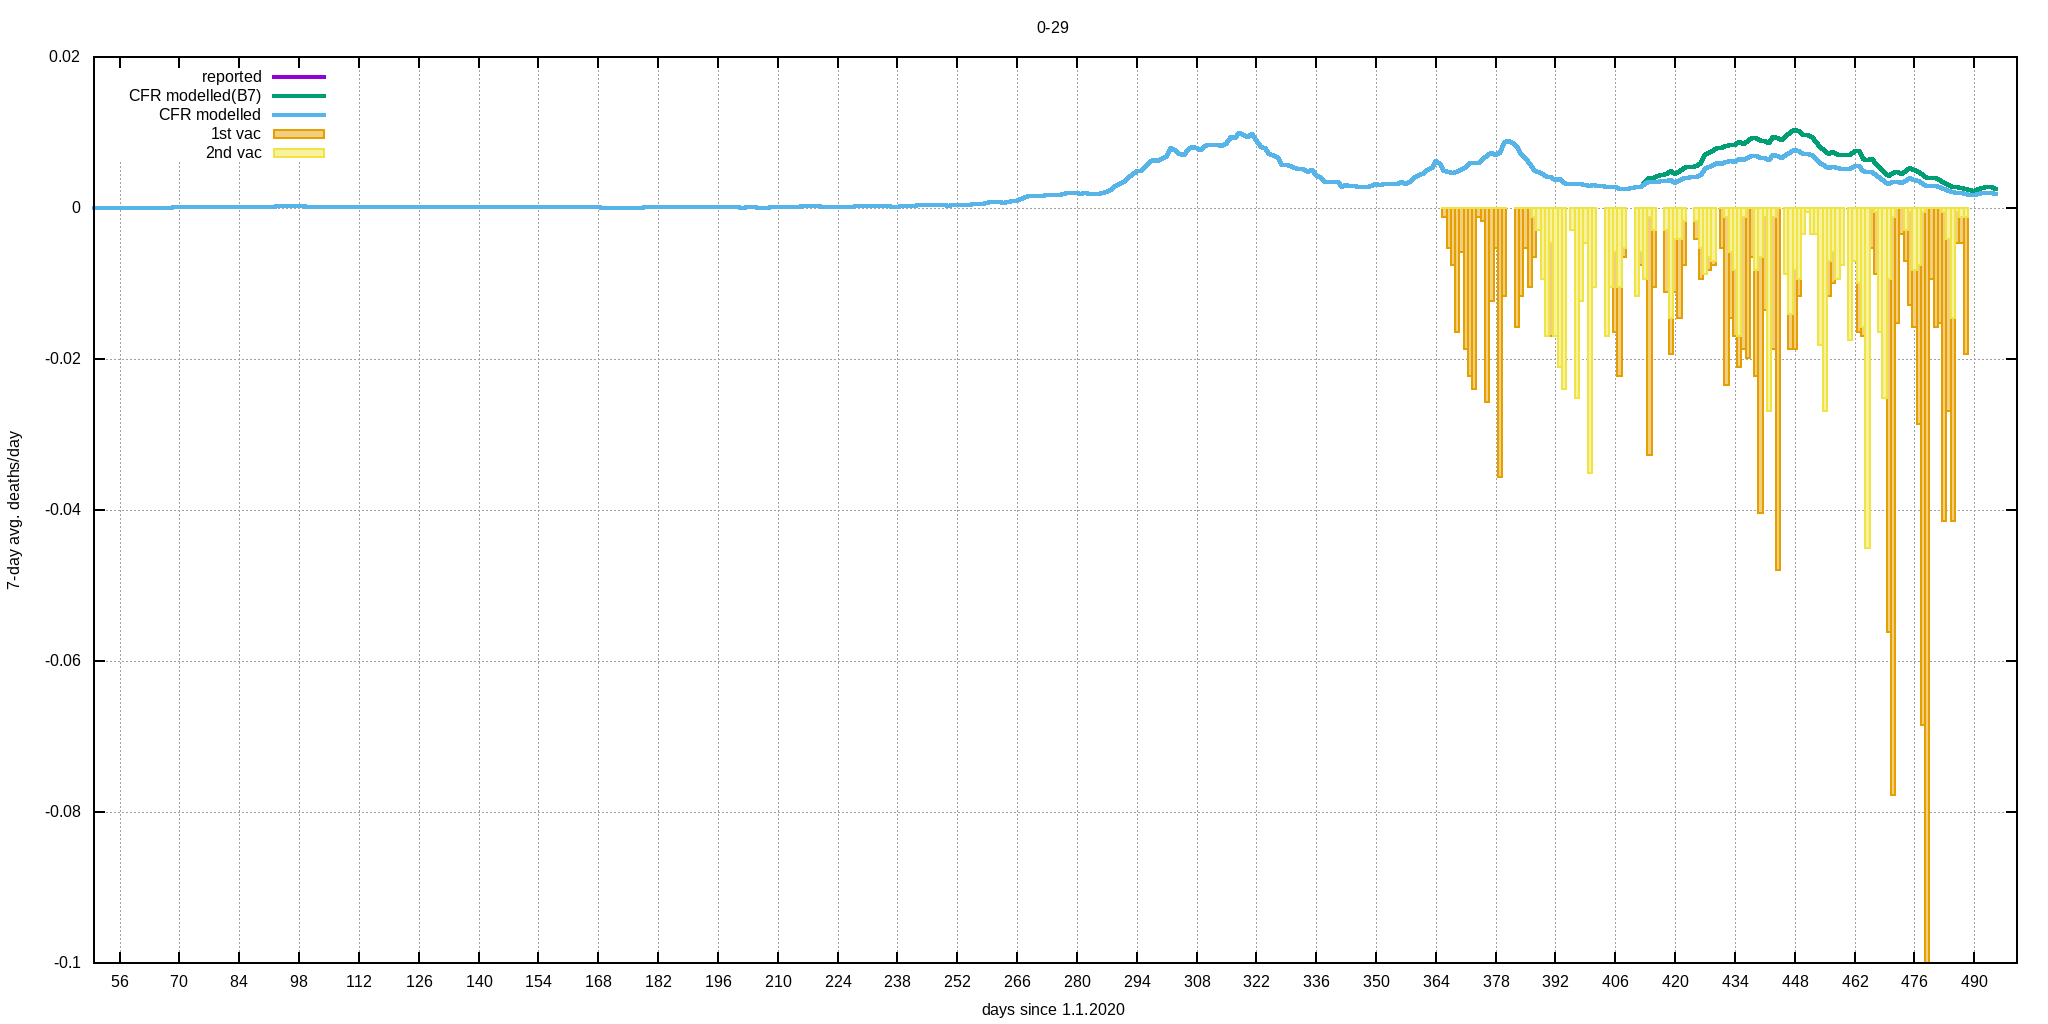 0-29
0.02
0
-0.02
-0.04
-0.06
-0.08
-0.1
7-day avg. deaths/day
reported
CFR modelled(B7)
CFR modelled
1st vac
2nd vac
56 70 84 98 112 126 140 154 168 182 196 210 224 238 252 266 280 294 308 322 336 350 364 378 392 406 420 434 448 462 476 490
days since 1.1.2020